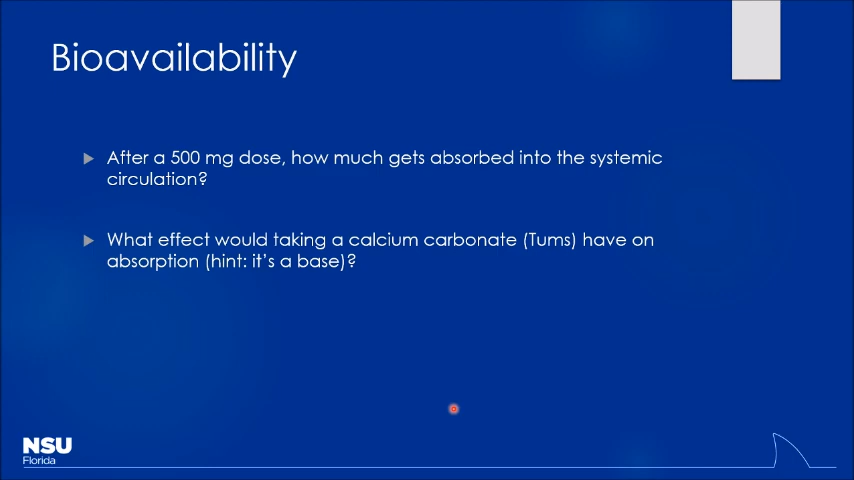 Bioavailability
After a 500 mg dose, how much gets absorbed into the systemic
circulation?
What effect would taking a calcium carbonate (Tums) have on
absorption (hint: it's a base)?
NSU
Florida